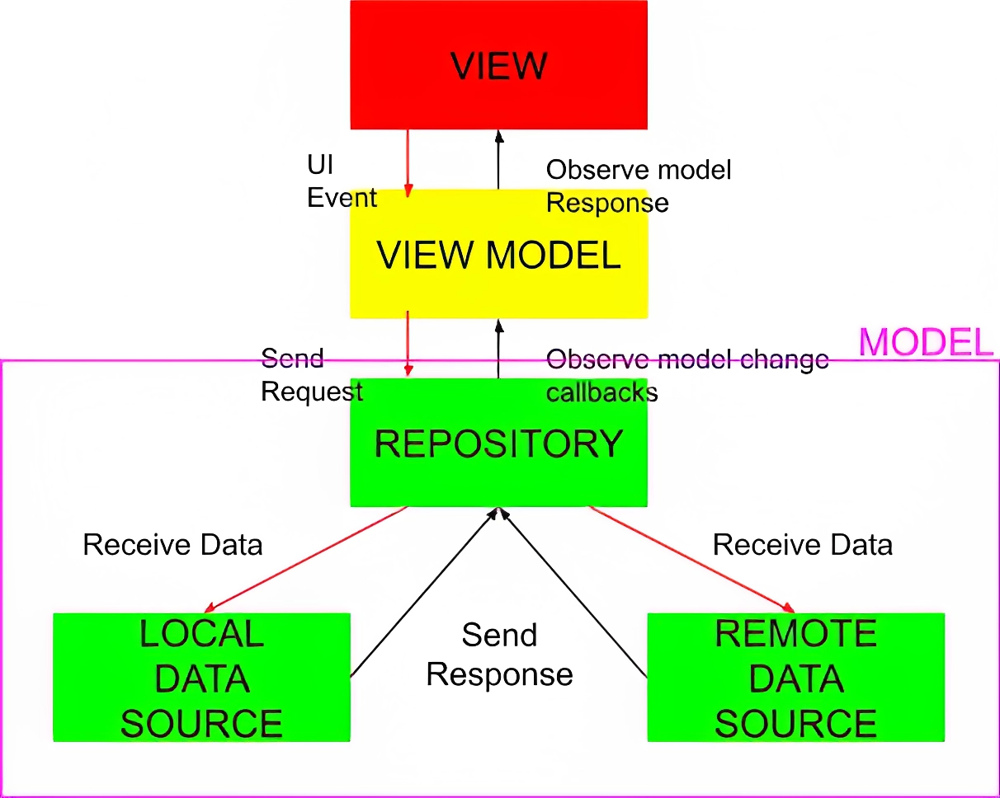 VIEW
UI
Event
Observe model
Response
VIEW MODEL
MODEL
Send
Request
Observe model change
callbacks
REPOSITORY
Receive Data
Receive Data
Send
Response
LOCAL
DATA
SOURCE
REMOTE
DATA
SOURCE